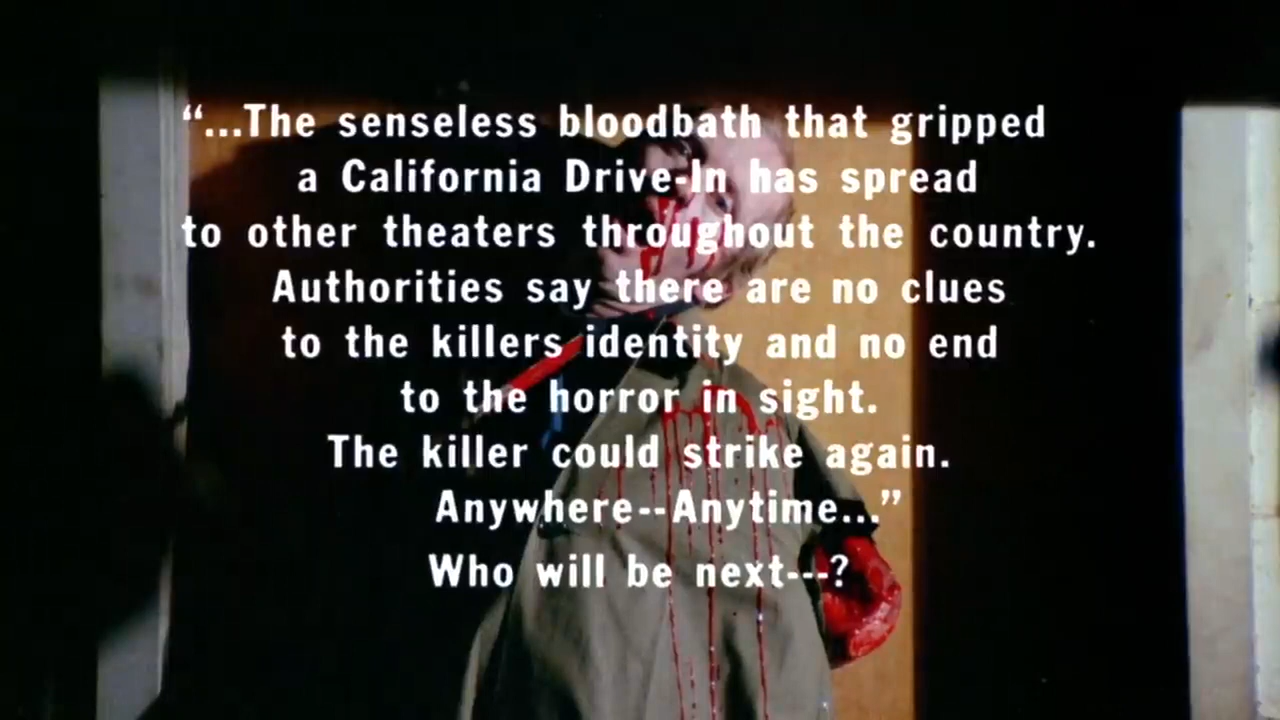 “...The senseless bloodbath that gripped
a California Drive-In has spread
to other theaters throughout the country.
Authorities say there are no clues
to the killers identity and no end
to the horror in sight.
The killer could strike again.
Anywhere--Anytime...”
Who will be next---?